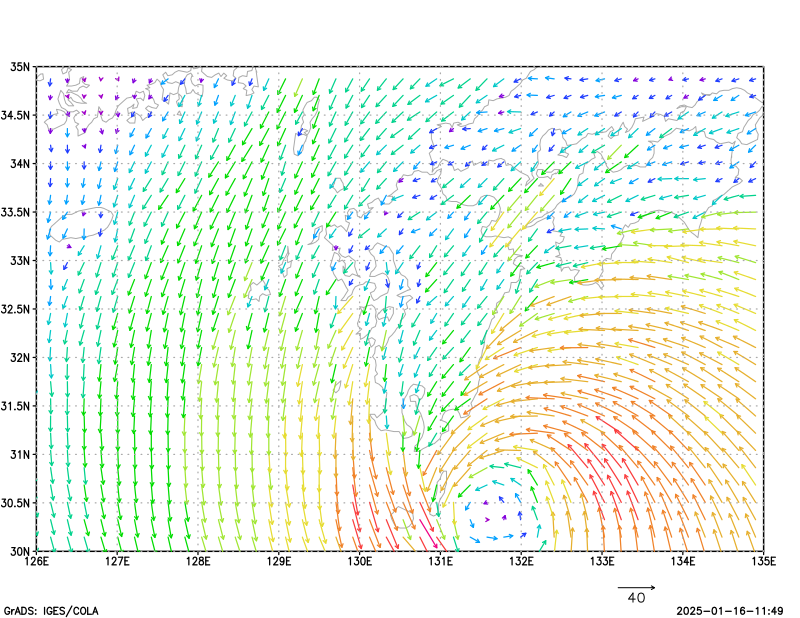 35N
34.5N
34N
33.5N
33N
32.5N
32N
31.5N
31N
30.5N
30N
126E 127E 128E 129E 130E 131E 132E 133E 134E 135E
40
GrADS: IGES/COLA 2025-01-16-11:49